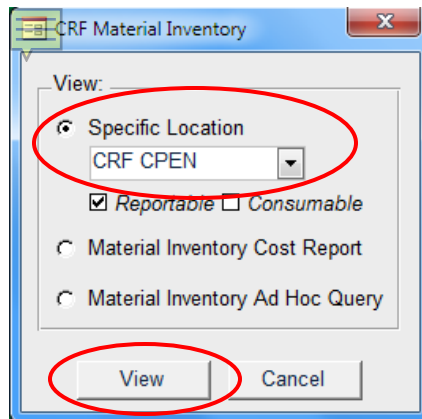 CRF Material Inventory
View:
Specific Location
CRF CPEN
Reportable Consumable
Material Inventory Cost Report
Material Inventory Ad Hoc Query
View Cancel